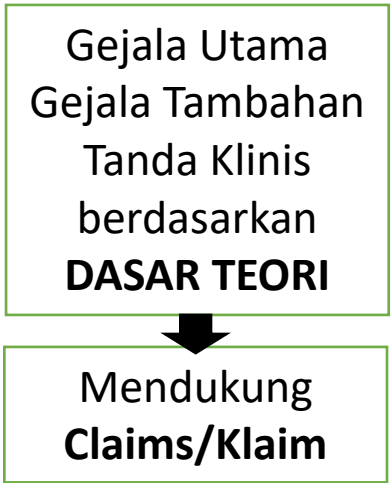 Gejala Utama
Gejala Tambahan
Tanda Klinis
berdasarkan
DASAR TEORI
Mendukung
Claims/Klaim